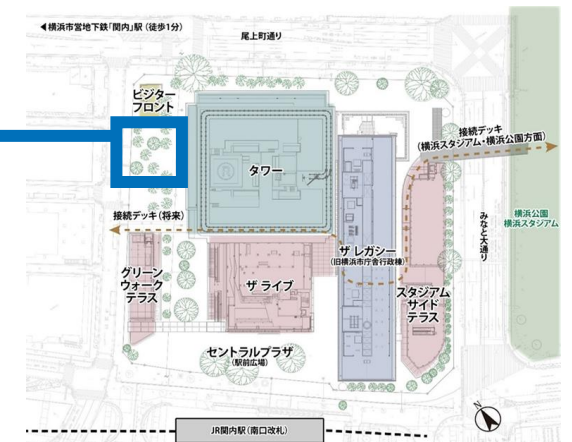 ◀横浜市営地下鉄「関内」駅（徒歩1分）
尾上町通り
ビジター
フロント
タワー
接続デッキ
（横浜スタジアム・横浜公園方面）
接続デッキ（将来）
みなと大通り
横浜公園
横浜スタジアム
グリーン
ウォーク
テラス
ザ ライブ
ザ レガシー
（旧横浜市庁舎行政棟）
スタジアム
サイド
テラス
セントラルプラザ
（駅前広場）
N
JR関内駅（南口改札）